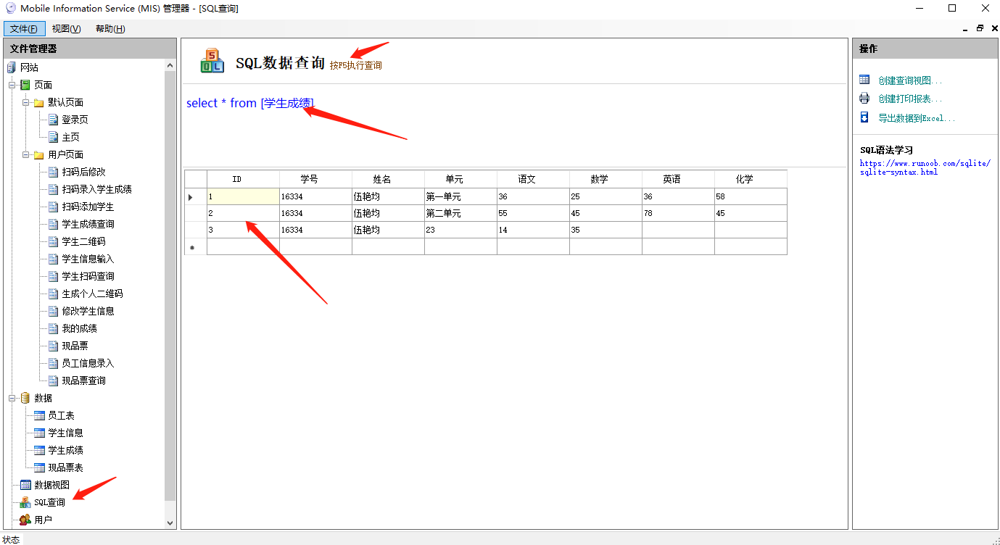 Mobile Information Service (MIS) 管理器 - [SQL查询]
文件(F) 视图(V) 帮助(H)
文件管理器
网站
页面
默认页面
登录页
主页
用户页面
扫码后修改
扫码录入学生成绩
扫码添加学生
学生成绩查询
学生二维码
学生信息输入
学生扫码查询
生成个人二维码
修改学生信息
我的成绩
现品票
员工信息录入
现品票查询
数据
员工表
学生信息
学生成绩
现品票表
数据视图
SQL查询
用户
SQL数据查询 按F5执行查询
select * from [学生成绩]
ID 学号 姓名 单元 语文 数学 英语 化学
1 16334 伍艳均 第一单元 36 25 36 58
2 16334 伍艳均 第二单元 55 45 78 45
3 16334 伍艳均 23 14 35
操作
创建查询视图...
创建打印报表...
导出数据到Excel...
SQL语法学习
https://www.runoob.com/sqlite/
sqlite-syntax.html
状态